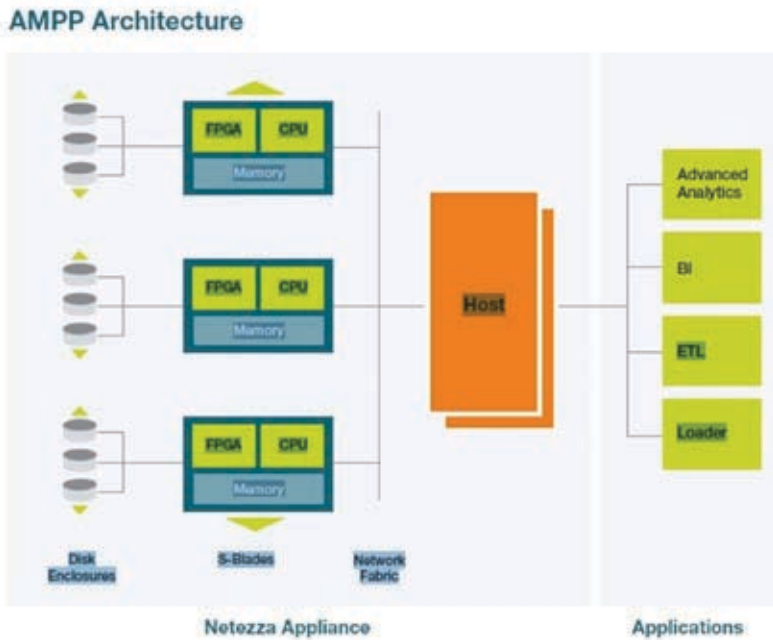 AMPP Architecture
FPGA CPU
Memory
FPGA CPU
Memory
FPGA CPU
Memory
Disk
Enclosures
S-Blades
Network
Fabric
Host
Advanced
Analytics
BI
ETL
Loader
Netezza Appliance
Applications